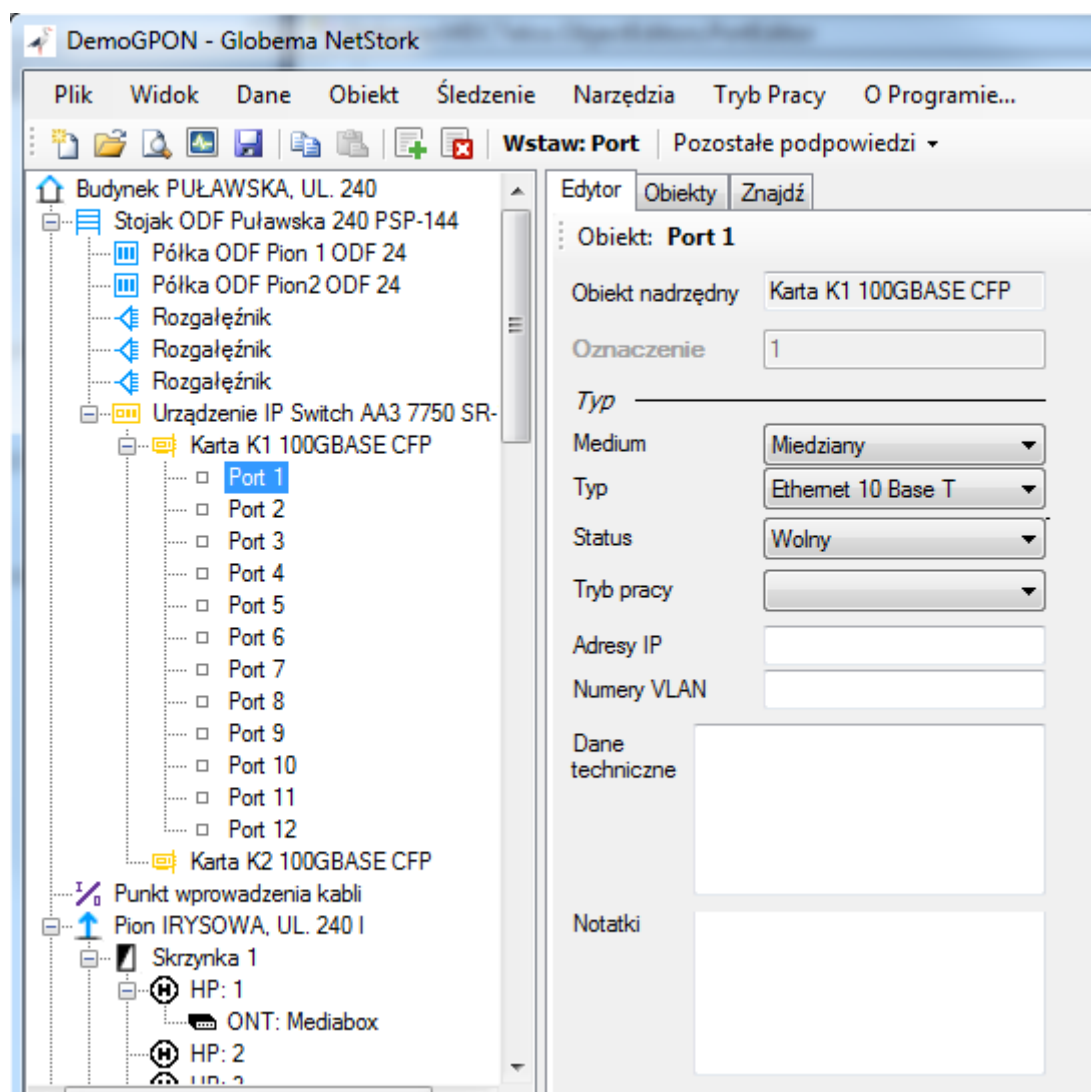 DemoGPON - Globema NetStork
Plik Widok Dane Obiekt Śledzenie Narzędzia Tryb Pracy O Programie...
Wstaw: Port Pozostałe podpowiedzi
Budynek PUŁAWSKA, UL. 240
Stojak ODF Puławska 240 PSP-144
Półka ODF Pion 1 ODF 24
Półka ODF Pion2 ODF 24
Rozgałęźnik
Rozgałęźnik
Rozgałęźnik
Urządzenie IP Switch AA3 7750 SR-
Karta K1 100GBASE CFP
Port 1
Port 2
Port 3
Port 4
Port 5
Port 6
Port 7
Port 8
Port 9
Port 10
Port 11
Port 12
Karta K2 100GBASE CFP
I/O Punkt wprowadzenia kabli
Pion IRYSOWA, UL. 240 I
Skrzynka 1
H HP: 1
ONT: Mediabox
H HP: 2
Edytor Obiekty Znajdź
Obiekt: Port 1
Obiekt nadrzędny Karta K1 100GBASE CFP
Oznaczenie 1
Typ
Medium Miedziany
Typ Ethernet 10 Base T
Status Wolny
Tryb pracy
Adresy IP
Numery VLAN
Dane
techniczne
Notatki